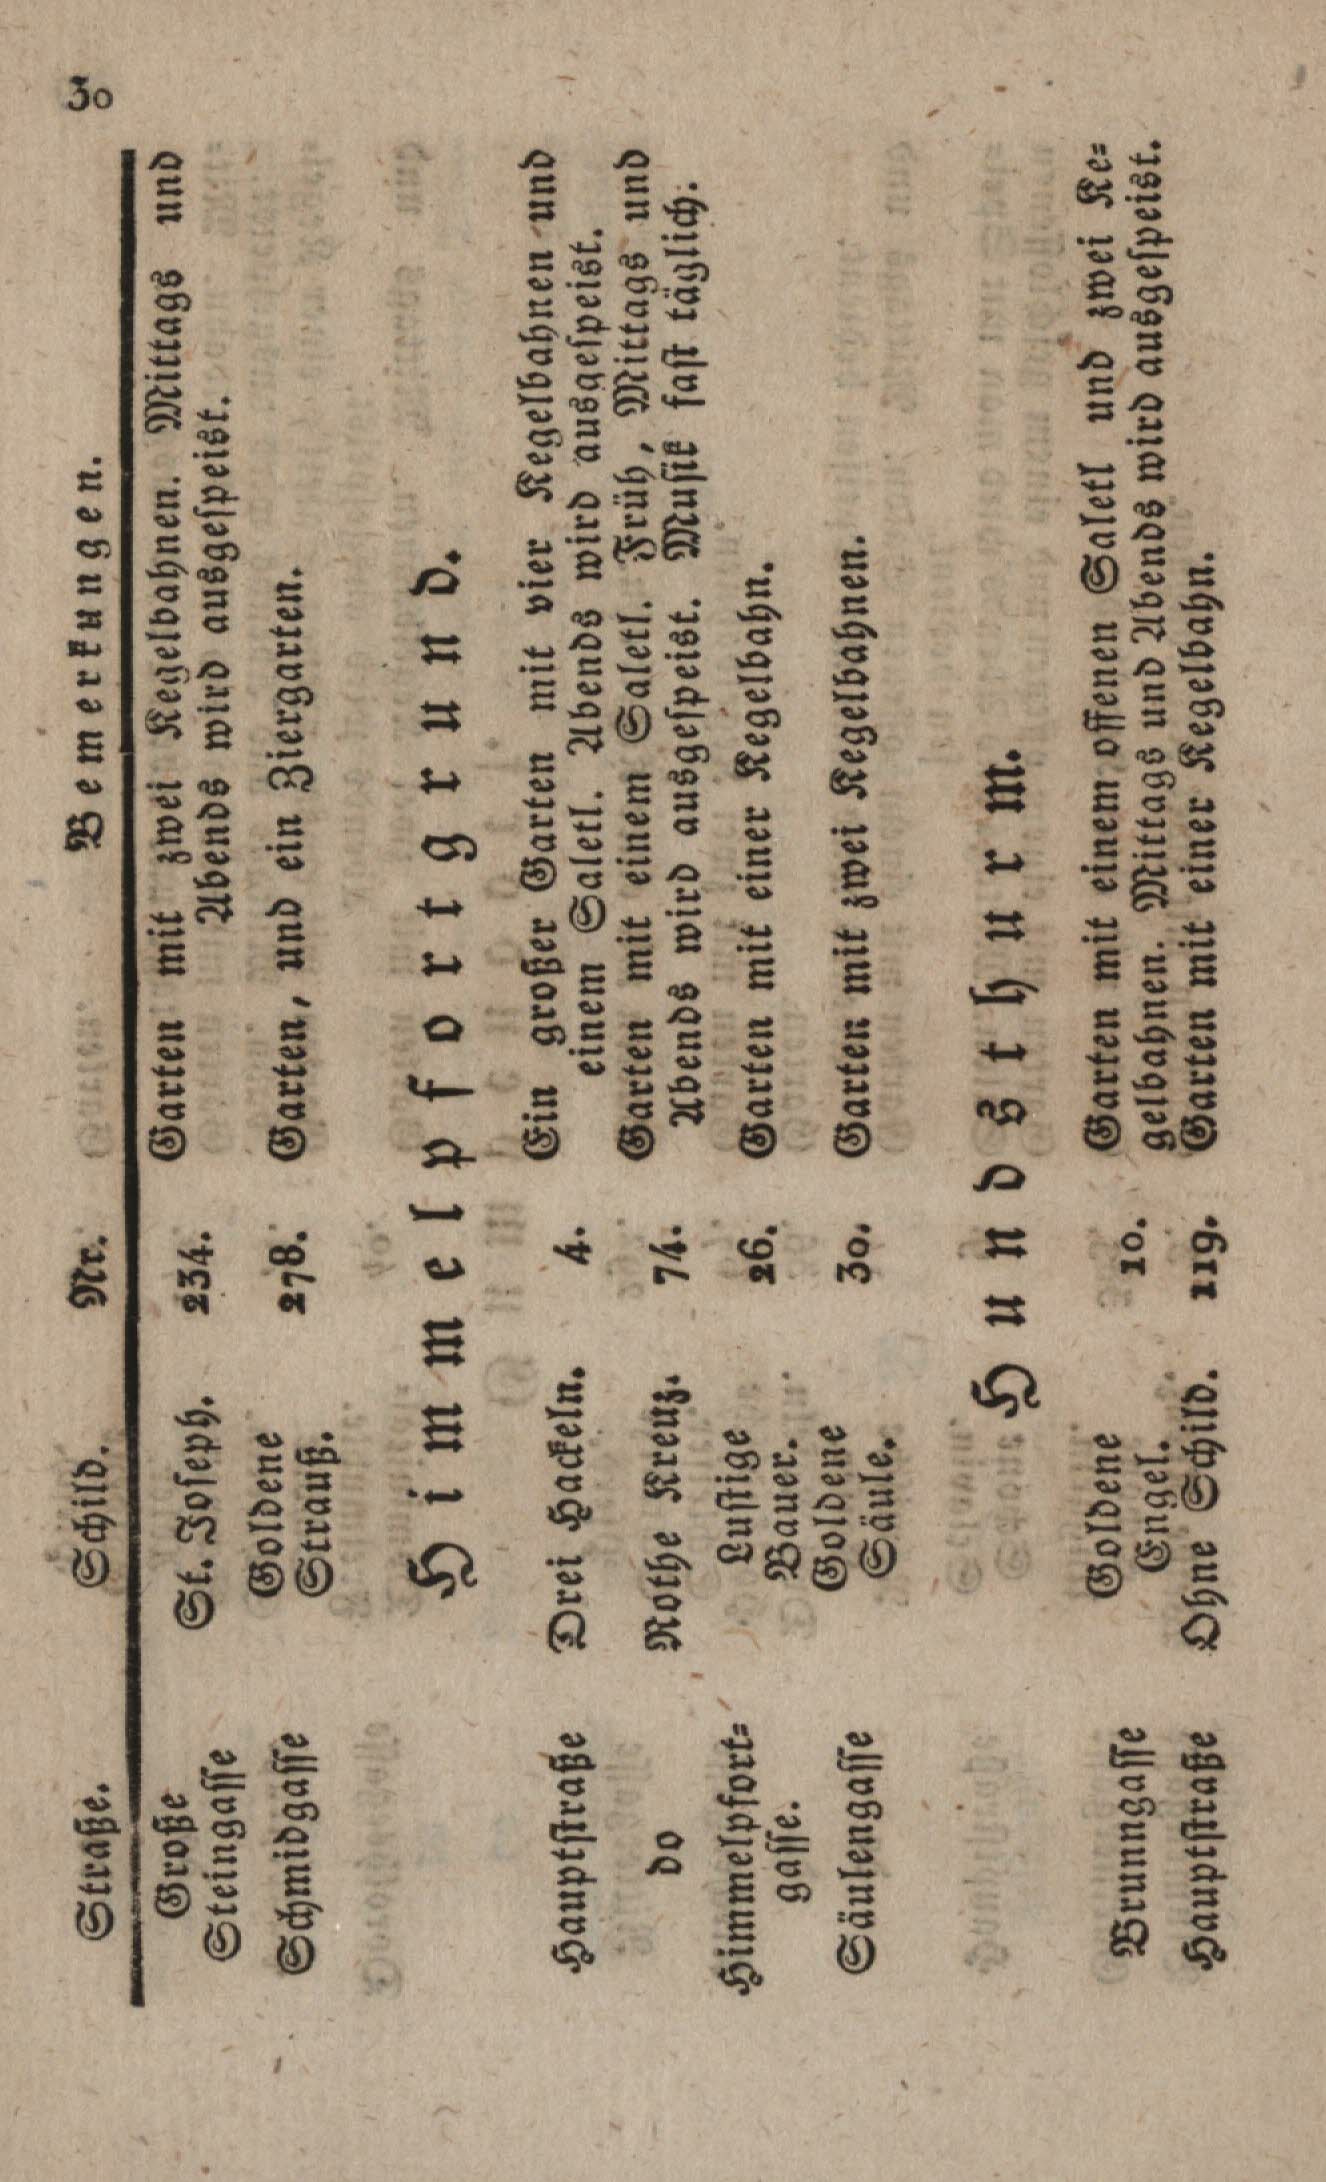 30
Straße. Schild. Nr. Bemerkungen.
Große St. Joseph. 234. Garten mit zwei Kegelbahnen. Mittags und
Steingaſſe Abends wird ausgeſpeist.
Schmidgaſſe Goldene 278. Garten, und ein Ziergarten.
Strauß.
Himmelpfortgrund.
Hauptſtraße Drei Hackeln. 4. Ein großer Garten mit vier Kegelbahnen und
einem Saletl. Abends wird ausgeſpeist.
do Rothe Kreuz. 74. Garten mit einem Saletl. Früh, Mittags und
Abends wird ausgeſpeist. Muſik faſt täglich.
Himmelpfort= Luſtige 26. Garten mit einer Kegelbahn.
gaſſe. Bauer.
Säulengaſſe Goldene 30. Garten mit zwei Kegelbahnen.
Säule.
Hundsthurm.
Brunngaſſe Goldene 10. Garten mit einem offenen Saletl und zwei Ke=
Engel. gelbahnen. Mittags und Abends wird ausgeſpeist.
Hauptſtraße Ohne Schild. 119. Garten mit einer Kegelbahn.